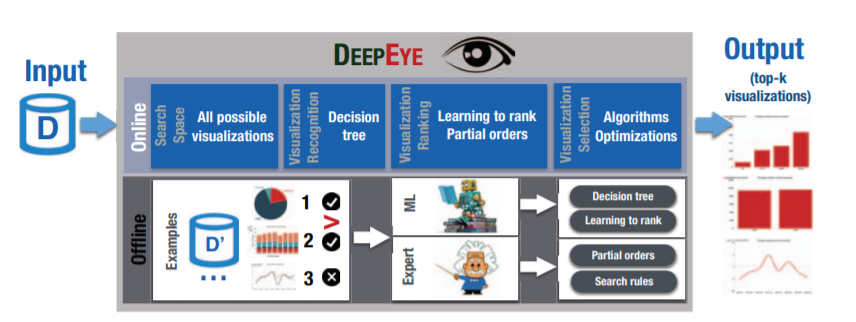 DEEPEYE
Input
D
Output
(top-k
visualizations)
Online
Search
Space
All possible
visualizations
Visualization
Recognition
Decision
tree
Visualization
Ranking
Learning to rank
Partial orders
Visualization
Selection
Algorithms
Optimizations
Offline
Examples
D'
...
1
>
2
3
ML
Expert
Decision tree
Learning to rank
Partial orders
Search rules